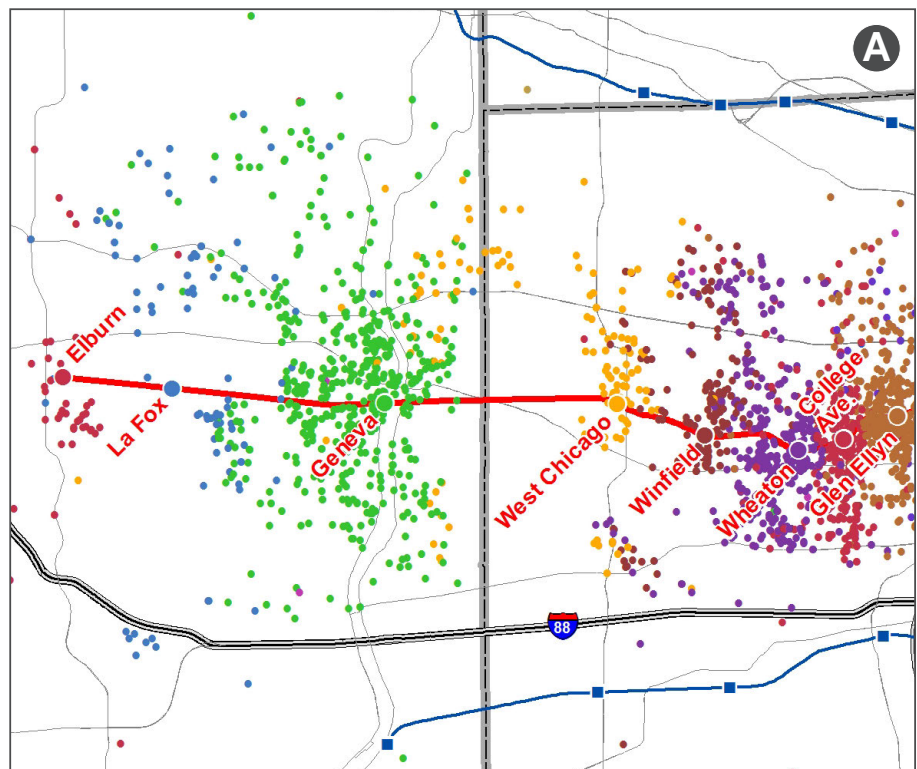 A
Elburn
La Fox
Geneva
West Chicago
Winfield
Wheaton
College
Ave.
Glen Ellyn
88